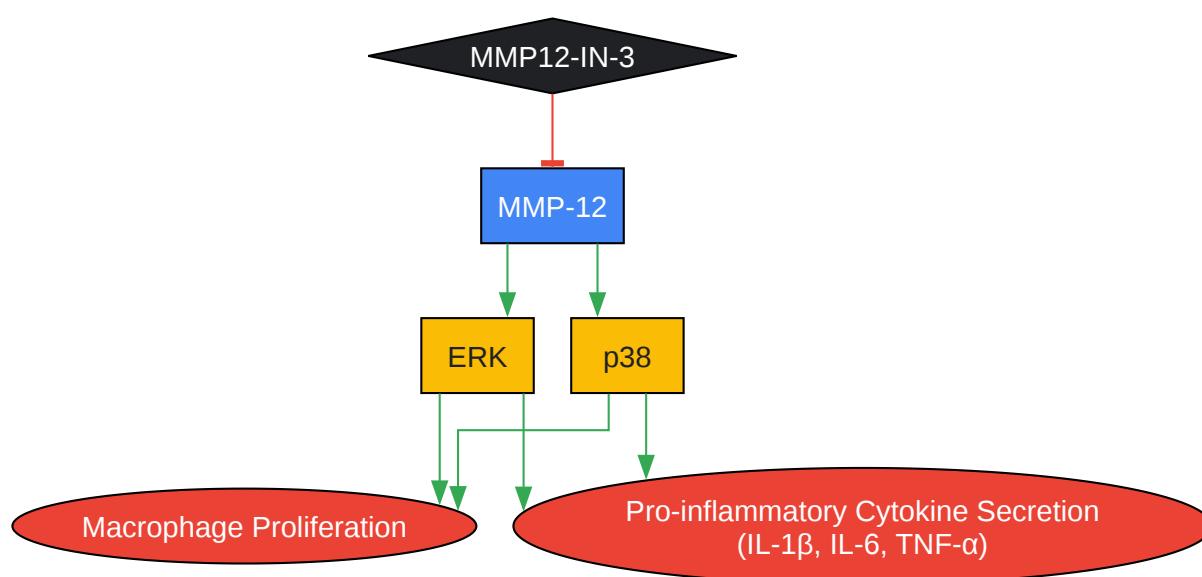 MMP12-IN-3
MMP-12
ERK
p38
Macrophage Proliferation
Pro-inflammatory Cytokine Secretion
(IL-1β, IL-6, TNF-α)